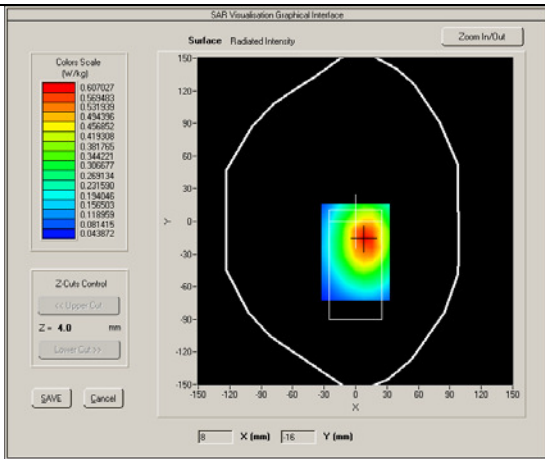 SAR Visualisation Graphical Interface
Surface Radiated Intensity
Zoom In/Out
Colors Scale
(W/kg)
0.607027
0.569483
0.531939
0.494396
0.456852
0.419308
0.381765
0.344221
0.306677
0.269134
0.231590
0.194046
0.156503
0.118959
0.081415
0.043872
150
120
90
60
30
0
-30
-60
-90
-120
-150
Y
-150 -120 -90 -60 -30 0 30 60 90 120 150
X
Z-Cuts Control
<< Upper Cut
Z = 4.0 mm
Lower Cut >>
SAVE Cancel
8 X (mm) -16 Y (mm)